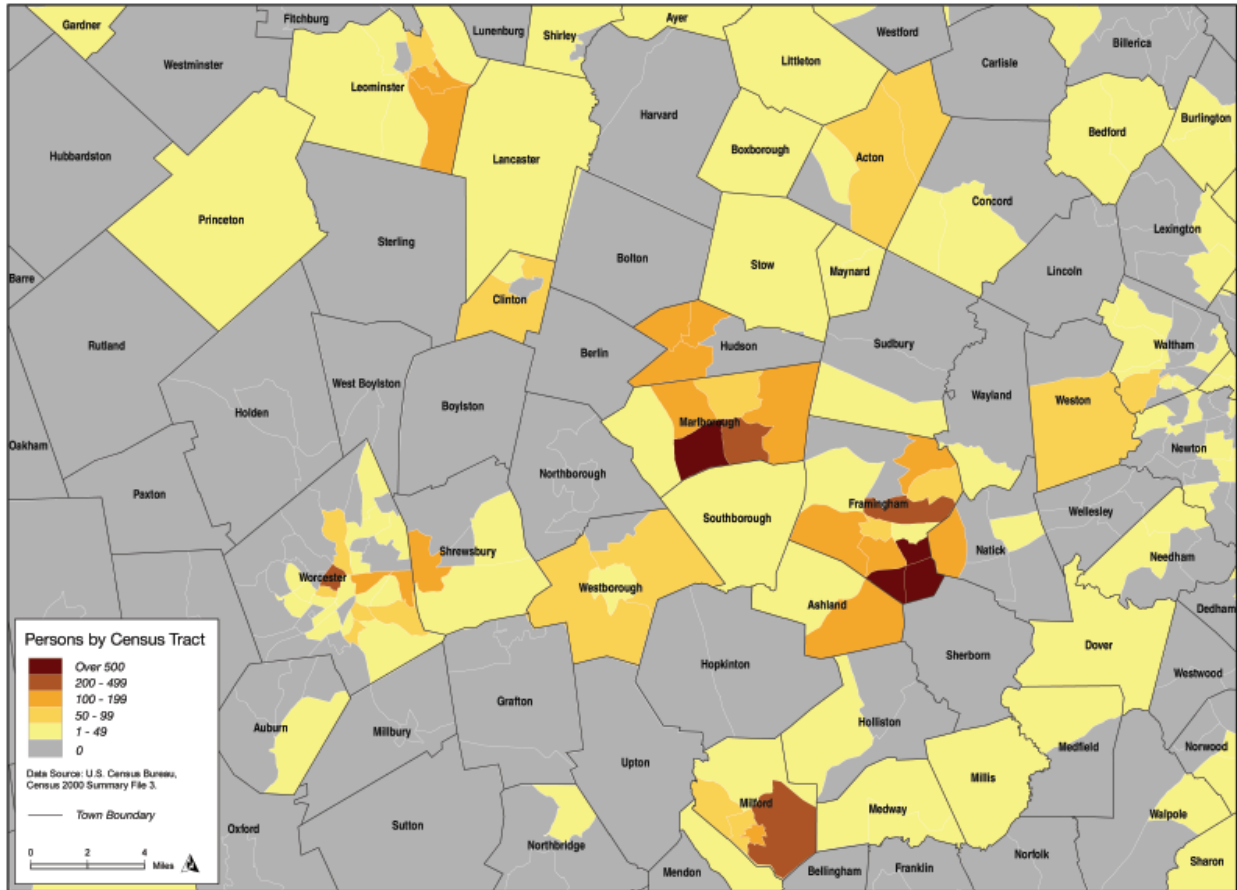 Gardner
Fitchburg
Lunenburg
Shirley
Ayer
Westford
Billerica
Westminster
Littleton
Carlisle
Leominster
Harvard
Burlington
Bedford
Hubbardston
Lancaster
Boxborough
Acton
Concord
Princeton
Lexington
Sterling
Bolton
Stow
Maynard
Lincoln
Barre
Clinton
Rutland
Berlin
Hudson
Sudbury
Waltham
West Boylston
Boylston
Wayland
Weston
Holden
Marlborough
Oakham
Northborough
Newton
Paxton
Framingham
Wellesley
Southborough
Shrewsbury
Natick
Needham
Worcester
Westborough
Ashland
Dedham
Persons by Census Tract
Over 500
200 - 499
100 - 199
50 - 99
1 - 49
0
Data Source: U.S. Census Bureau,
Census 2000 Summary File 3.
Town Boundary
0 2 4
Miles
Dover
Sherborn
Hopkinton
Westwood
Grafton
Auburn
Millbury
Holliston
Medfield
Norwood
Upton
Millis
Milford
Medway
Walpole
Oxford
Sutton
Northbridge
Norfolk
Mendon
Bellingham
Franklin
Sharon